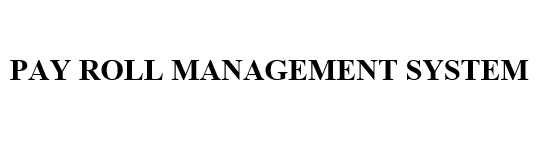 PAY ROLL MANAGEMENT SYSTEM